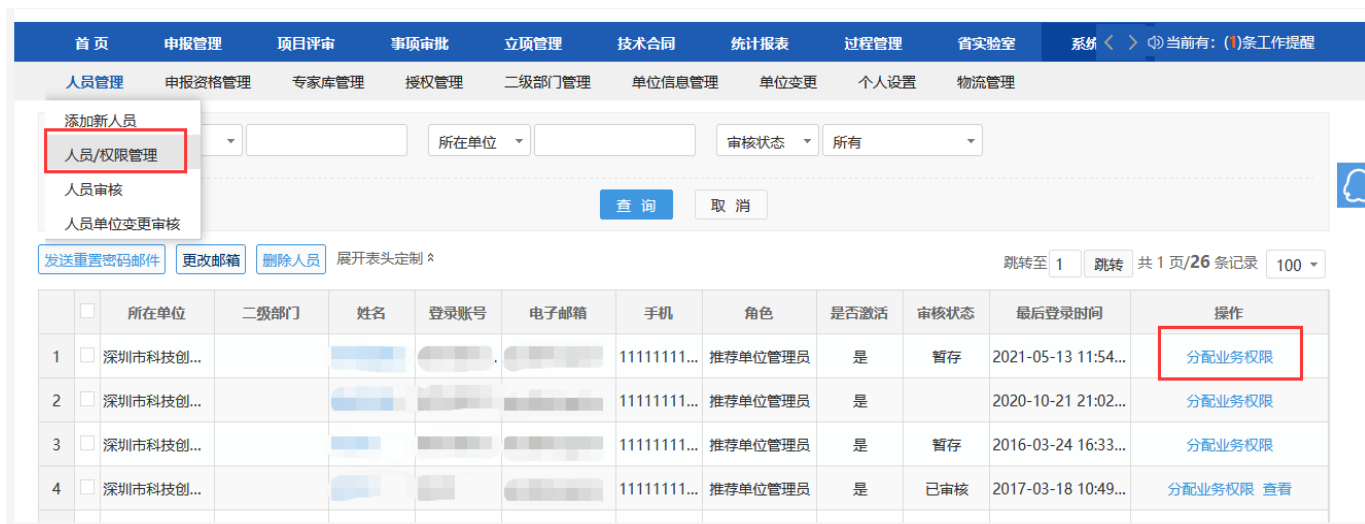 首 页 申报管理 项目评审 事项审批 立项管理 技术合同 统计报表 过程管理 省实验室 系统 当前有：(1)条工作提醒
人员管理 申报资格管理 专家库管理 授权管理 二级部门管理 单位信息管理 单位变更 个人设置 物流管理
添加新人员
人员/权限管理 所在单位 审核状态 所有
人员审核
查 询 取 消
人员单位变更审核
发送重置密码邮件 更改邮箱 删除人员 展开表头定制 跳转至 1 跳转 共 1 页/26 条记录 100
所在单位 二级部门 姓名 登录账号 电子邮箱 手机 角色 是否激活 审核状态 最后登录时间 操作
1 深圳市科技创... 11111111... 推荐单位管理员 是 暂存 2021-05-13 11:54... 分配业务权限
2 深圳市科技创... 11111111... 推荐单位管理员 是 2020-10-21 21:02... 分配业务权限
3 深圳市科技创... 11111111... 推荐单位管理员 是 暂存 2016-03-24 16:33... 分配业务权限
4 深圳市科技创... 11111111... 推荐单位管理员 是 已审核 2017-03-18 10:49... 分配业务权限 查看